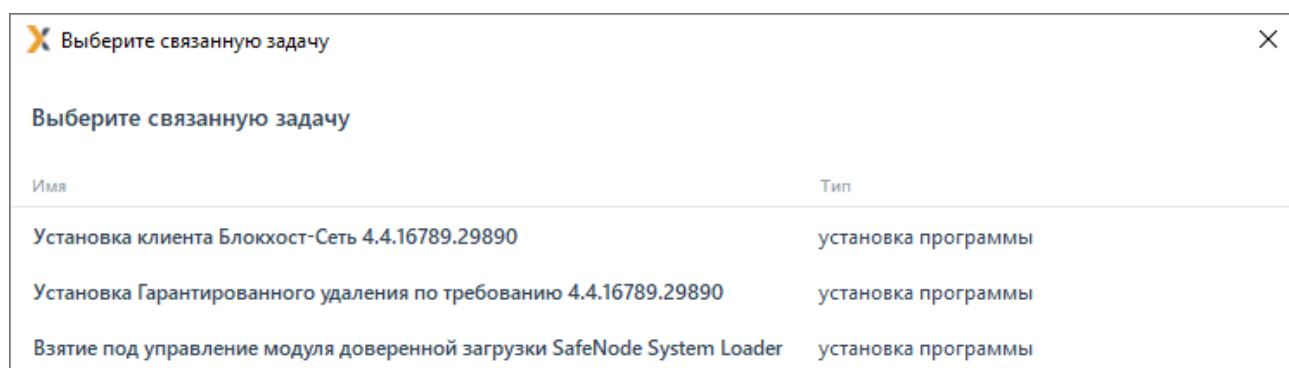 Выберите связанную задачу
Выберите связанную задачу
Имя Тип
Установка клиента Блокхост-Сеть 4.4.16789.29890 установка программы
Установка Гарантированного удаления по требованию 4.4.16789.29890 установка программы
Взятие под управление модуля доверенной загрузки SafeNode System Loader установка программы